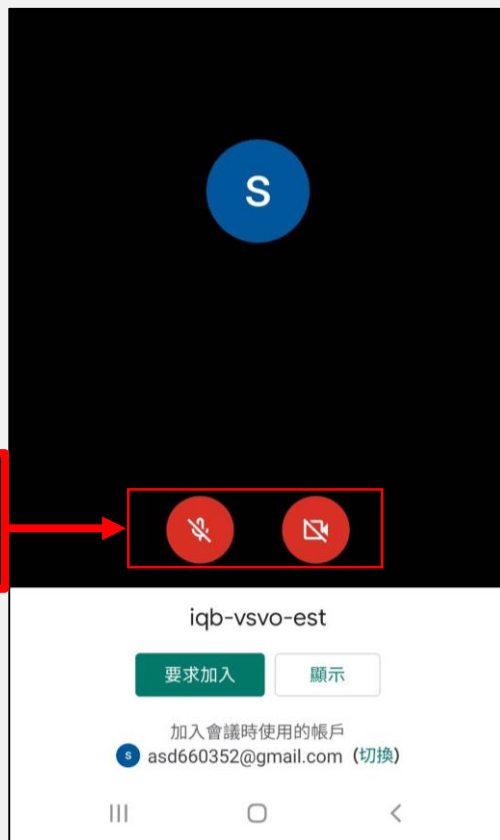 S
iqb-vsvo-est
要求加入
顯示
加入會議時使用的帳戶
s asd660352@gmail.com (切換)